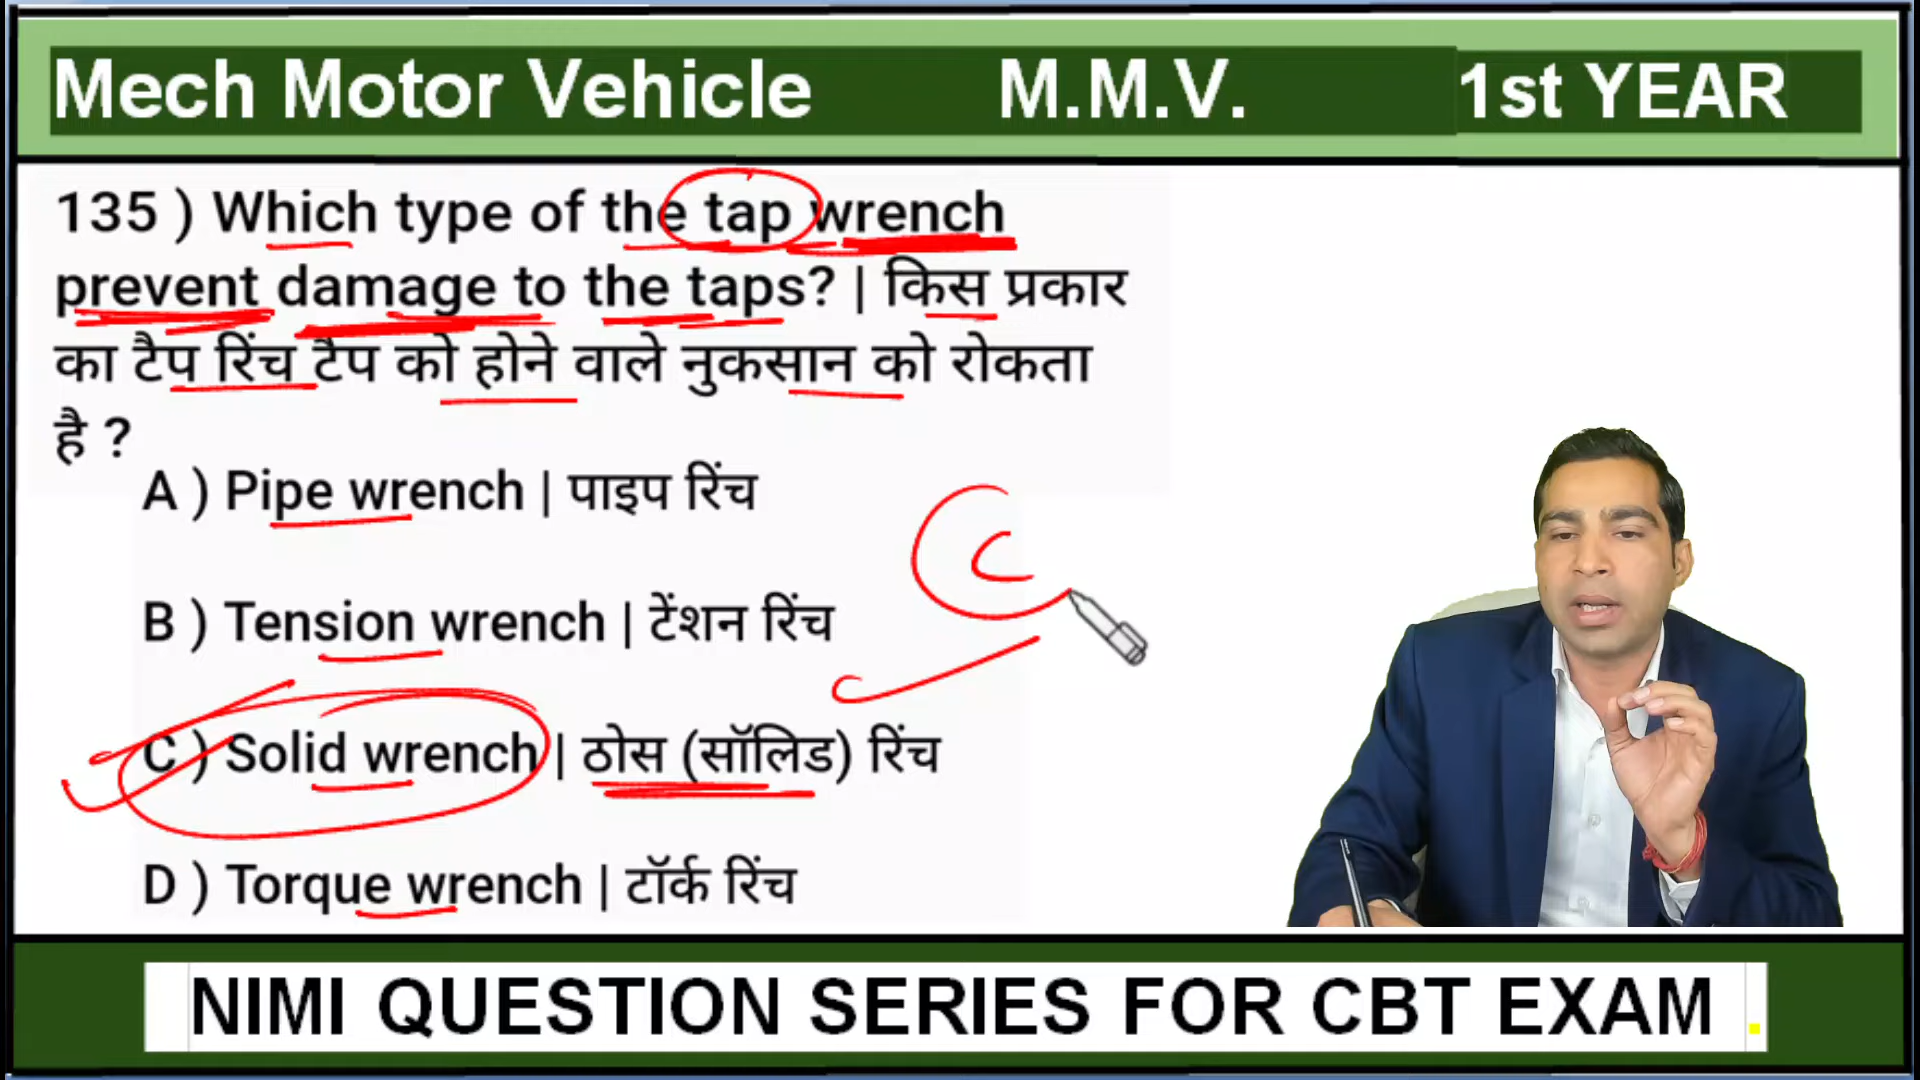 Mech Motor Vehicle M.M.V. 1st YEAR
135 ) Which type of the tap wrench
prevent damage to the taps? | किस प्रकार
का टैप रिंच टैप को होने वाले नुकसान को रोकता
है ?
A ) Pipe wrench | पाइप रिंच
C
B ) Tension wrench | टेंशन रिंच
C ) Solid wrench | ठोस (सॉलिड) रिंच
D ) Torque wrench | टॉर्क रिंच
NIMI QUESTION SERIES FOR CBT EXAM .